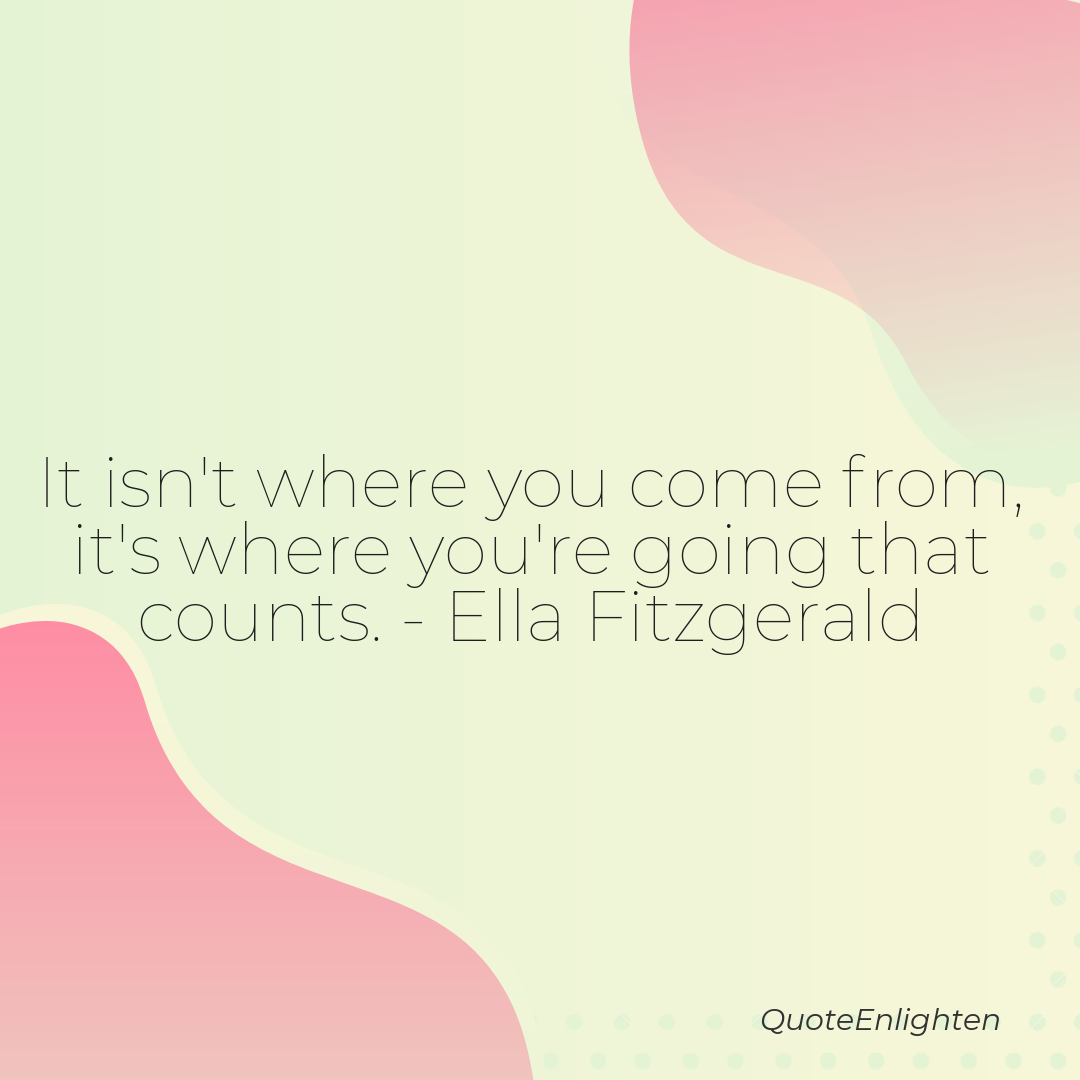 It isn't where you come from,
it's where you're going that
counts. - Ella Fitzgerald
QuoteEnlighten